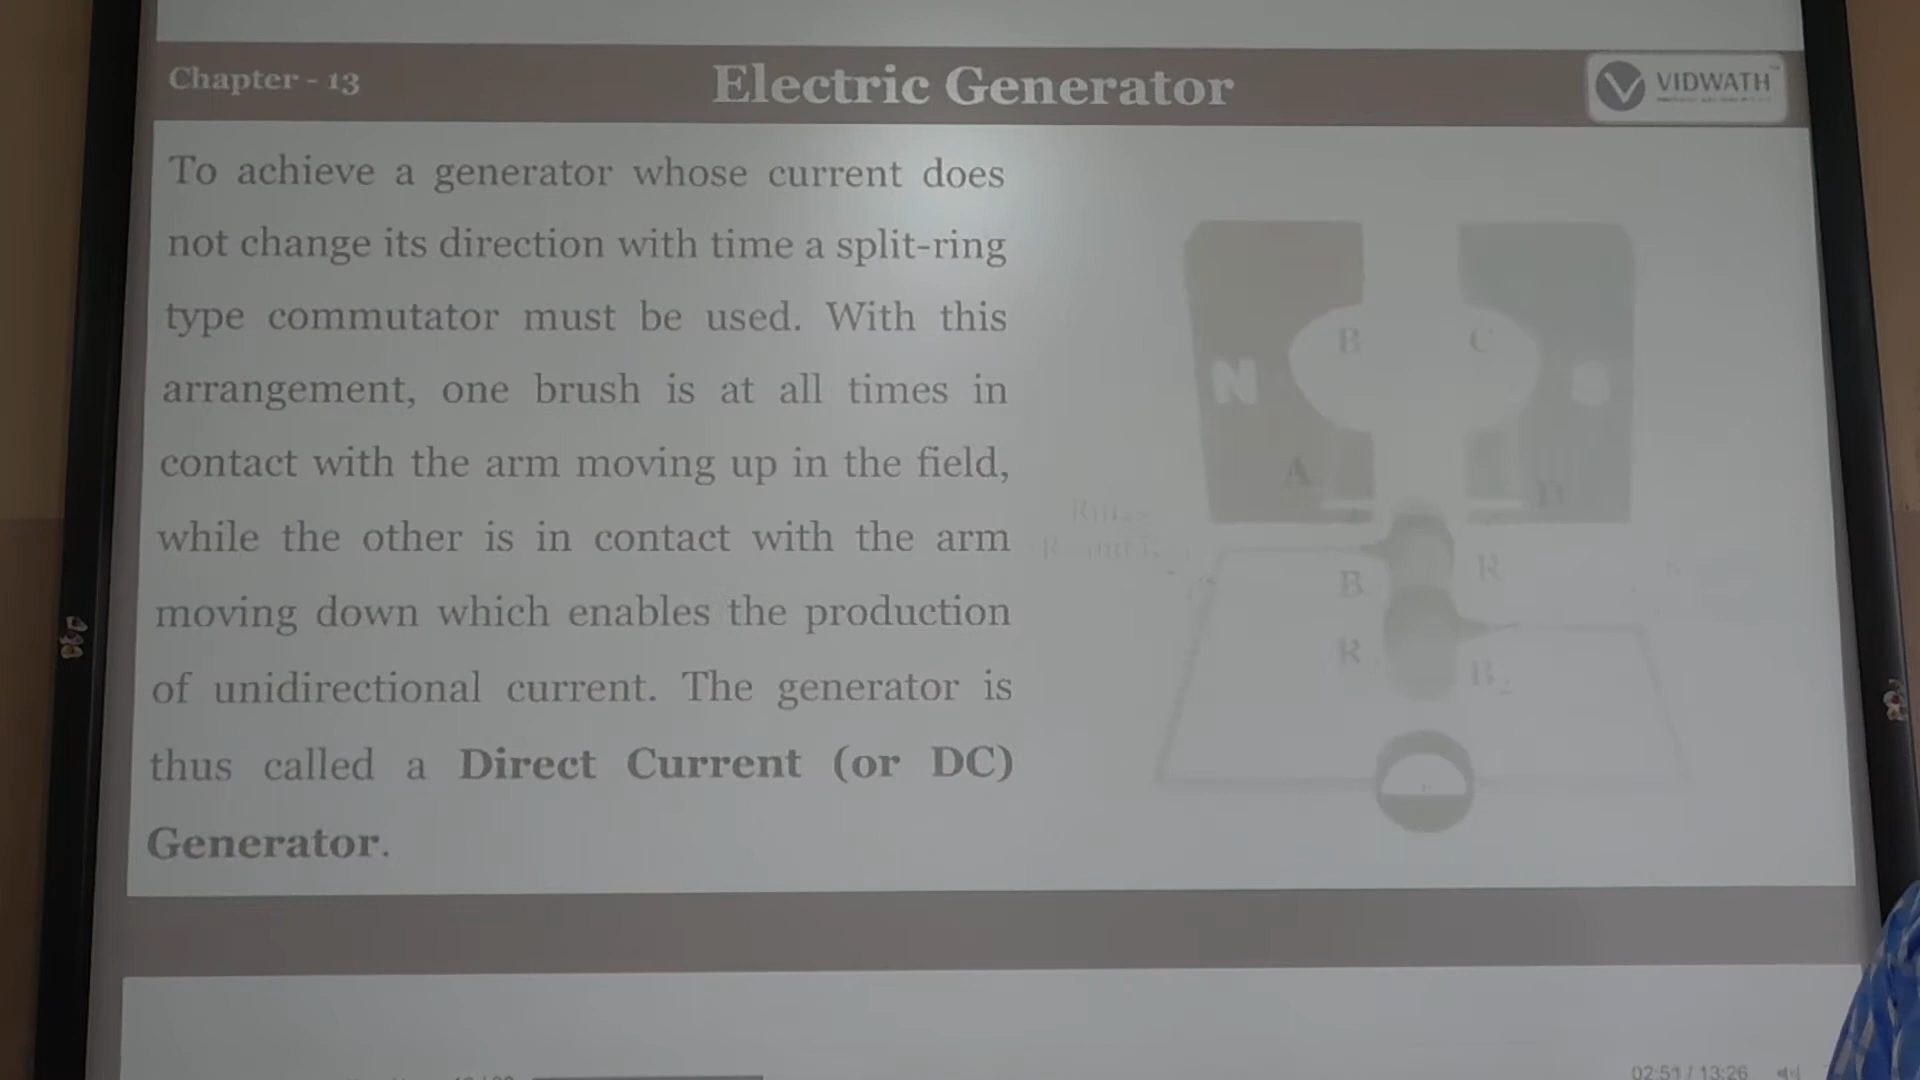 Chapter - 13
Electric Generator
VIDWATH
To achieve a generator whose current does
not change its direction with time a split-ring
type commutator must be used. With this
arrangement, one brush is at all times in
contact with the arm moving up in the field,
while the other is in contact with the arm
moving down which enables the production
of unidirectional current. The generator is
thus called a Direct Current (or DC)
Generator.
B
C
N
S
A
D
B
R
R
B2
02:51 / 13:26